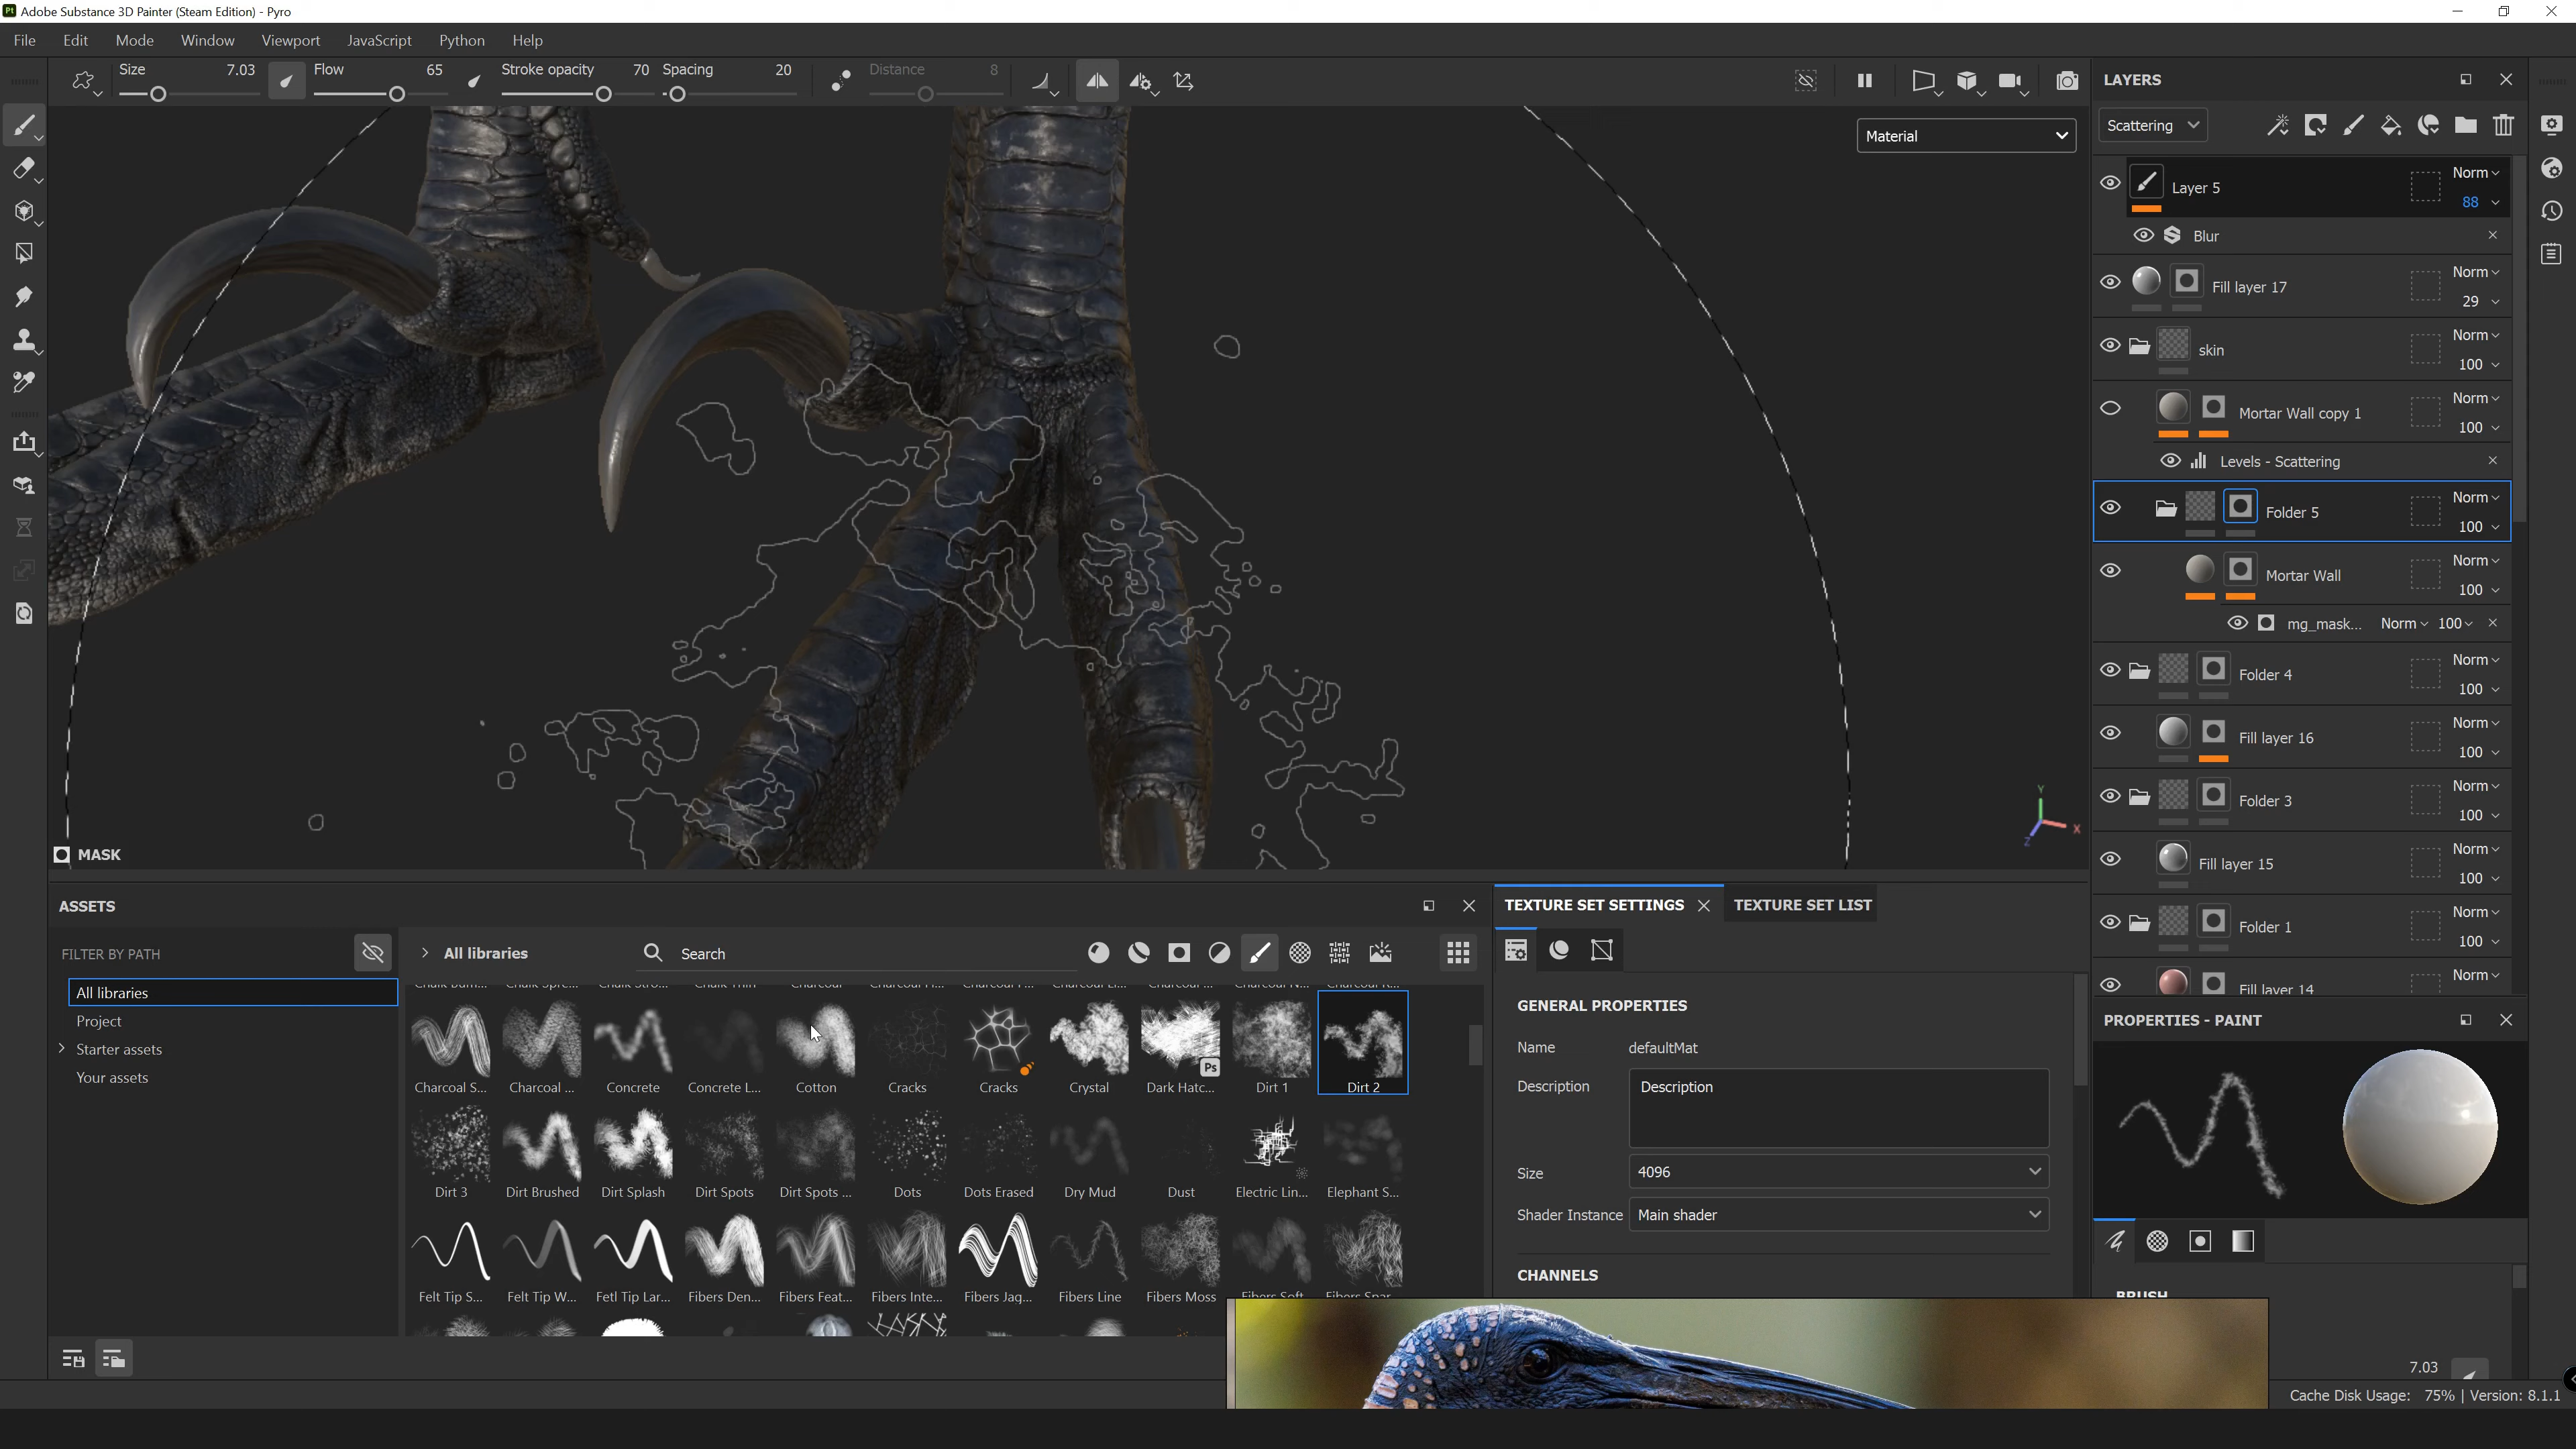 Adobe Substance 3D Painter (Steam Edition) - Pyro
File Edit Mode Window Viewport JavaScript Python Help
Size 7.03 Flow 65 Stroke opacity 70 Spacing 20 Distance 8
Material
MASK
LAYERS
Scattering
Layer 5 Norm 88
Blur
Fill layer 17 Norm 29
skin Norm 100
Mortar Wall copy 1 Norm 100
Levels - Scattering
Folder 5 Norm 100
Mortar Wall Norm 100
mg_mask... Norm 100
Folder 4 Norm 100
Fill layer 16 Norm 100
Folder 3 Norm 100
Fill layer 15 Norm 100
Folder 1 Norm 100
Fill layer 14 Norm
ASSETS
FILTER BY PATH
All libraries
Project
Starter assets
Your assets
All libraries Search
Charcoal S... Charcoal ... Concrete Concrete L... Cotton Cracks Cracks Crystal Dark Hatc... Dirt 1 Dirt 2
Ps
Dirt 3 Dirt Brushed Dirt Splash Dirt Spots Dirt Spots ... Dots Dots Erased Dry Mud Dust Electric Lin... Elephant S...
Felt Tip S... Felt Tip W... Fetl Tip Lar... Fibers Den... Fibers Feat... Fibers Inte... Fibers Jag... Fibers Line Fibers Moss Fibers Soft Fibers Spar
TEXTURE SET SETTINGS TEXTURE SET LIST
GENERAL PROPERTIES
Name defaultMat
Description Description
Size 4096
Shader Instance Main shader
CHANNELS
PROPERTIES - PAINT
BRUSH
7.03
Cache Disk Usage: 75% | Version: 8.1.1
Y
X
Z